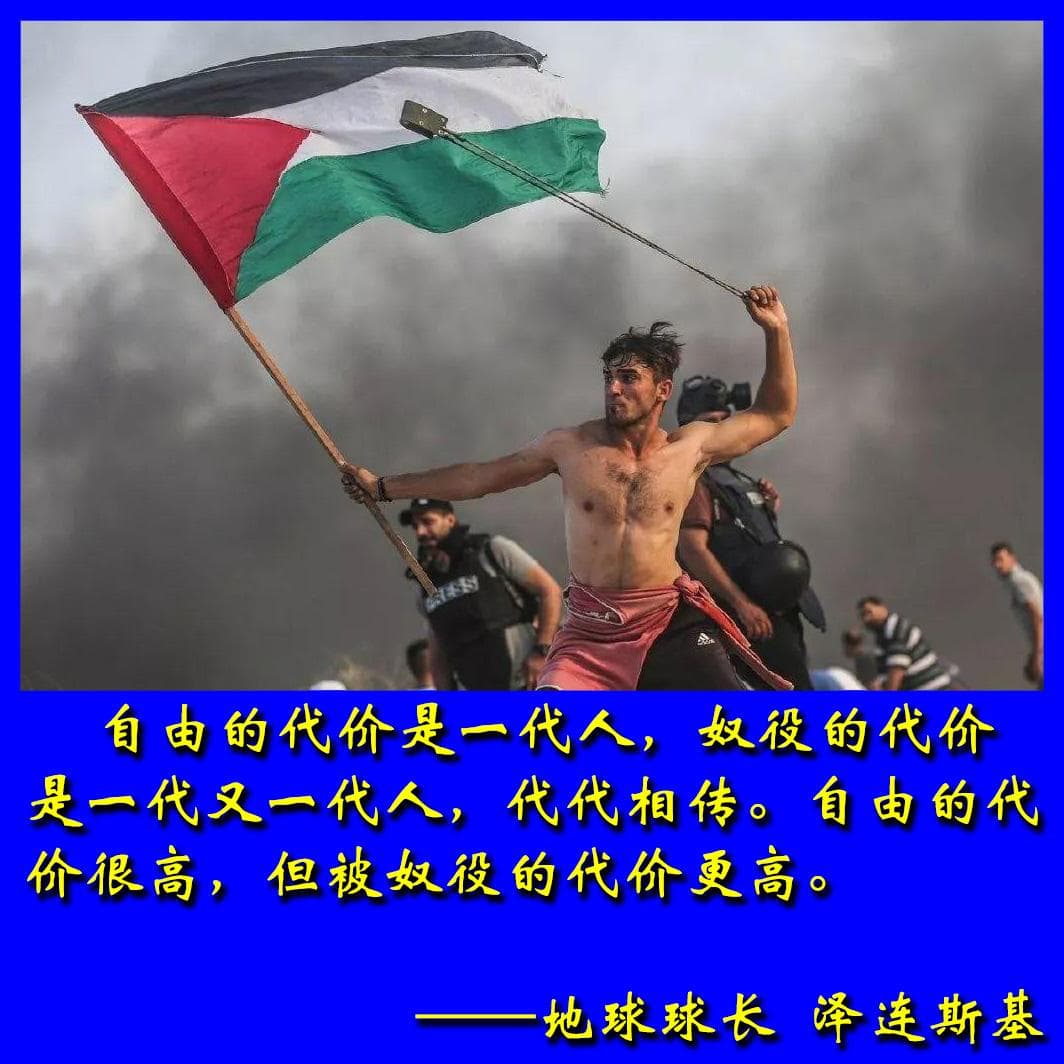 PRESS
自由的代价是一代人，奴役的代价
是一代又一代人，代代相传。自由的代
价很高，但被奴役的代价更高。
——地球球长 泽连斯基